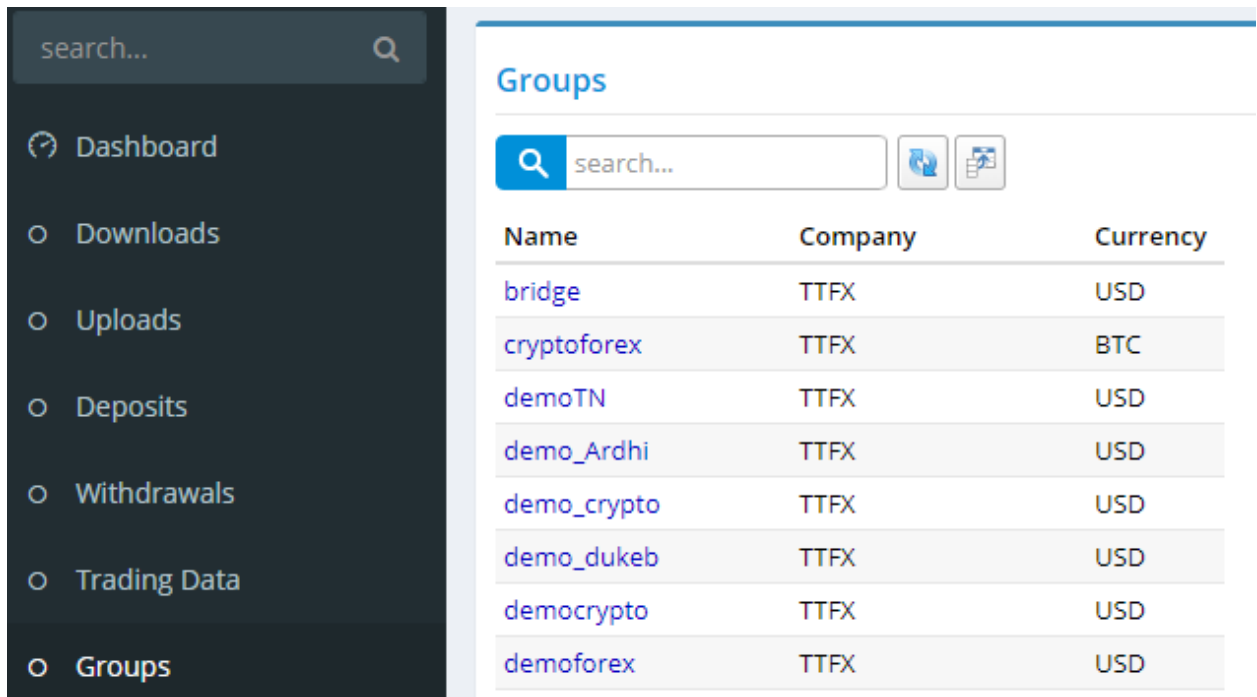 search...
Dashboard
Downloads
Uploads
Deposits
Withdrawals
Trading Data
Groups
Groups
search...
Name Company Currency
bridge TTFX USD
cryptoforex TTFX BTC
demoTN TTFX USD
demo_Ardhi TTFX USD
demo_crypto TTFX USD
demo_dukeb TTFX USD
democrypto TTFX USD
demoforex TTFX USD